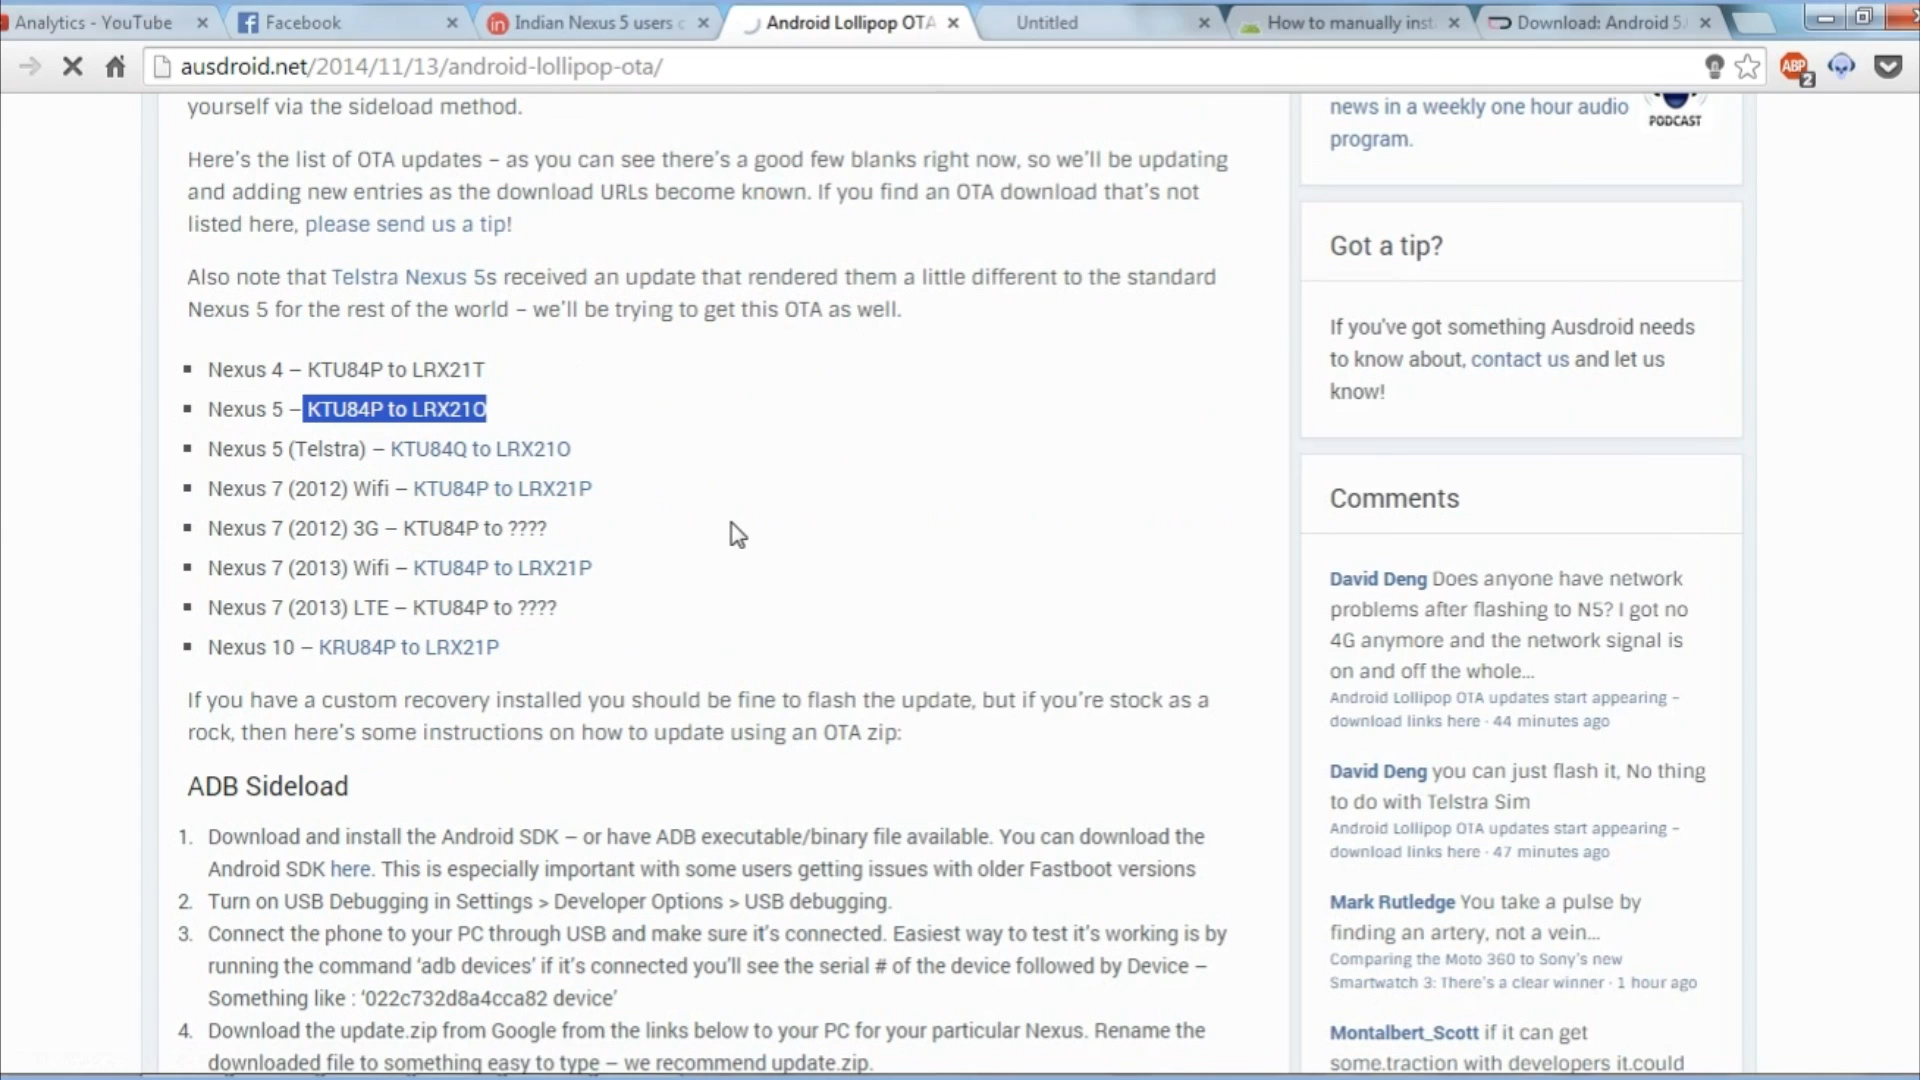 Analytics - YouTube
Facebook
Indian Nexus 5 users c
Android Lollipop OTA
Untitled
How to manually inst
Download: Android 5.
ausdroid.net/2014/11/13/android-lollipop-ota/
ABP
2
yourself via the sideload method.
Here's the list of OTA updates – as you can see there's a good few blanks right now, so we'll be updating
and adding new entries as the download URLs become known. If you find an OTA download that's not
listed here, please send us a tip!
Also note that Telstra Nexus 5s received an update that rendered them a little different to the standard
Nexus 5 for the rest of the world – we'll be trying to get this OTA as well.
Nexus 4 – KTU84P to LRX21T
Nexus 5 – KTU84P to LRX21O
Nexus 5 (Telstra) – KTU84Q to LRX21O
Nexus 7 (2012) Wifi – KTU84P to LRX21P
Nexus 7 (2012) 3G – KTU84P to ????
Nexus 7 (2013) Wifi – KTU84P to LRX21P
Nexus 7 (2013) LTE – KTU84P to ????
Nexus 10 – KRU84P to LRX21P
If you have a custom recovery installed you should be fine to flash the update, but if you're stock as a
rock, then here's some instructions on how to update using an OTA zip:
ADB Sideload
1. Download and install the Android SDK – or have ADB executable/binary file available. You can download the
Android SDK here. This is especially important with some users getting issues with older Fastboot versions
2. Turn on USB Debugging in Settings > Developer Options > USB debugging.
3. Connect the phone to your PC through USB and make sure it's connected. Easiest way to test it's working is by
running the command 'adb devices' if it's connected you'll see the serial # of the device followed by Device –
Something like : '022c732d8a4cca82 device'
4. Download the update.zip from Google from the links below to your PC for your particular Nexus. Rename the
downloaded file to something easy to type – we recommend update.zip.
news in a weekly one hour audio
program.
PODCAST
Got a tip?
If you've got something Ausdroid needs
to know about, contact us and let us
know!
Comments
David Deng Does anyone have network
problems after flashing to N5? I got no
4G anymore and the network signal is
on and off the whole...
Android Lollipop OTA updates start appearing –
download links here · 44 minutes ago
David Deng you can just flash it, No thing
to do with Telstra Sim
Android Lollipop OTA updates start appearing –
download links here · 47 minutes ago
Mark Rutledge You take a pulse by
finding an artery, not a vein...
Comparing the Moto 360 to Sony's new
Smartwatch 3: There's a clear winner · 1 hour ago
Montalbert_Scott if it can get
some.traction with developers it.could